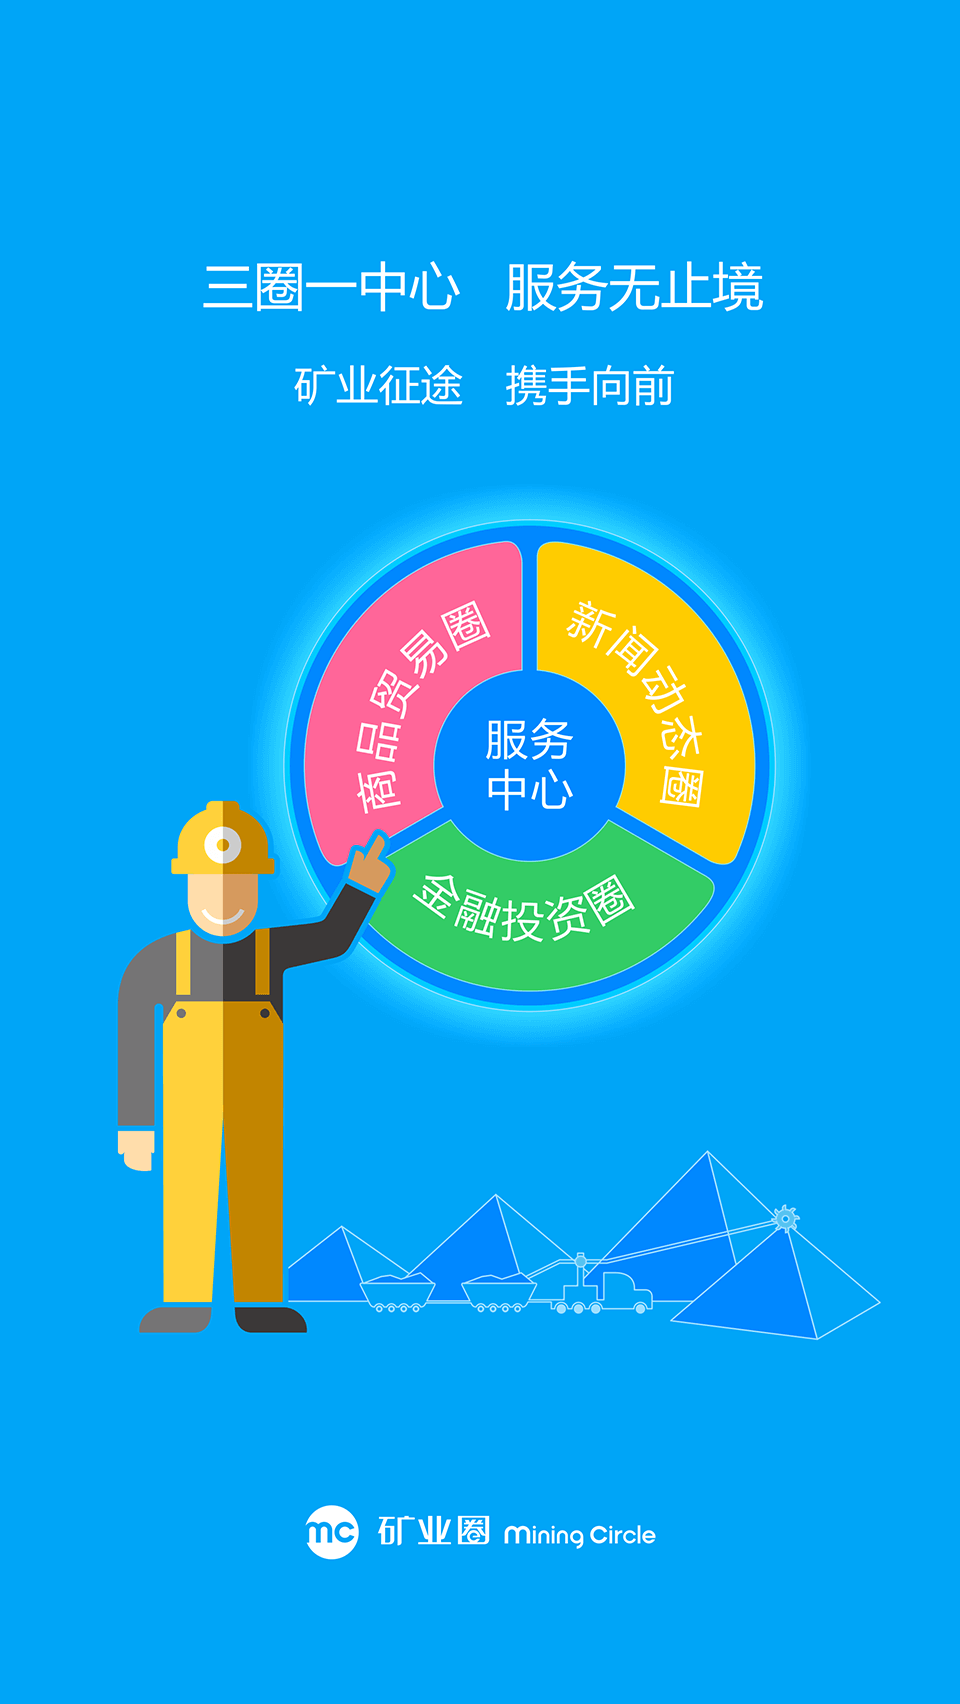 三圈一中心 服务无止境
矿业征途 携手向前
商品贸易圈
新闻动态圈
服务
中心
金融投资圈
mc 矿业圈 Mining Circle